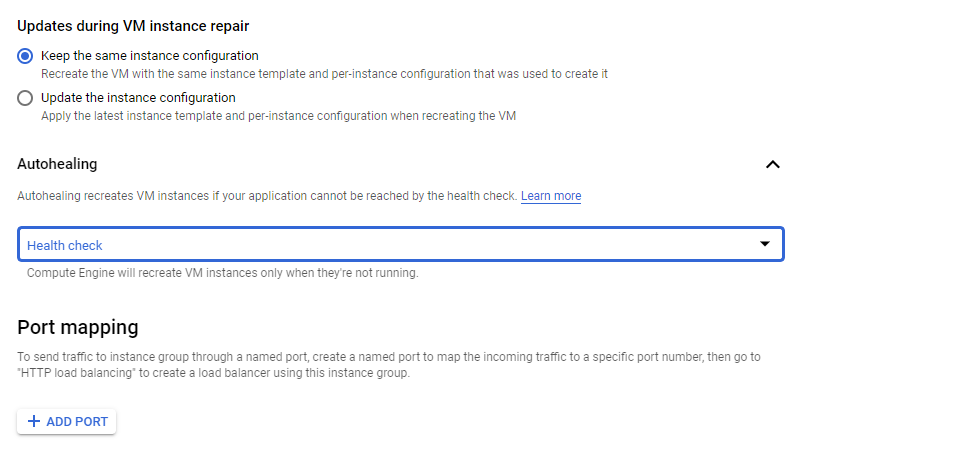 Updates during VM instance repair
Keep the same instance configuration
Recreate the VM with the same instance template and per-instance configuration that was used to create it
Update the instance configuration
Apply the latest instance template and per-instance configuration when recreating the VM
Autohealing
Autohealing recreates VM instances if your application cannot be reached by the health check. Learn more
Health check
Compute Engine will recreate VM instances only when they're not running.
Port mapping
To send traffic to instance group through a named port, create a named port to map the incoming traffic to a specific port number, then go to
"HTTP load balancing" to create a load balancer using this instance group.
ADD PORT